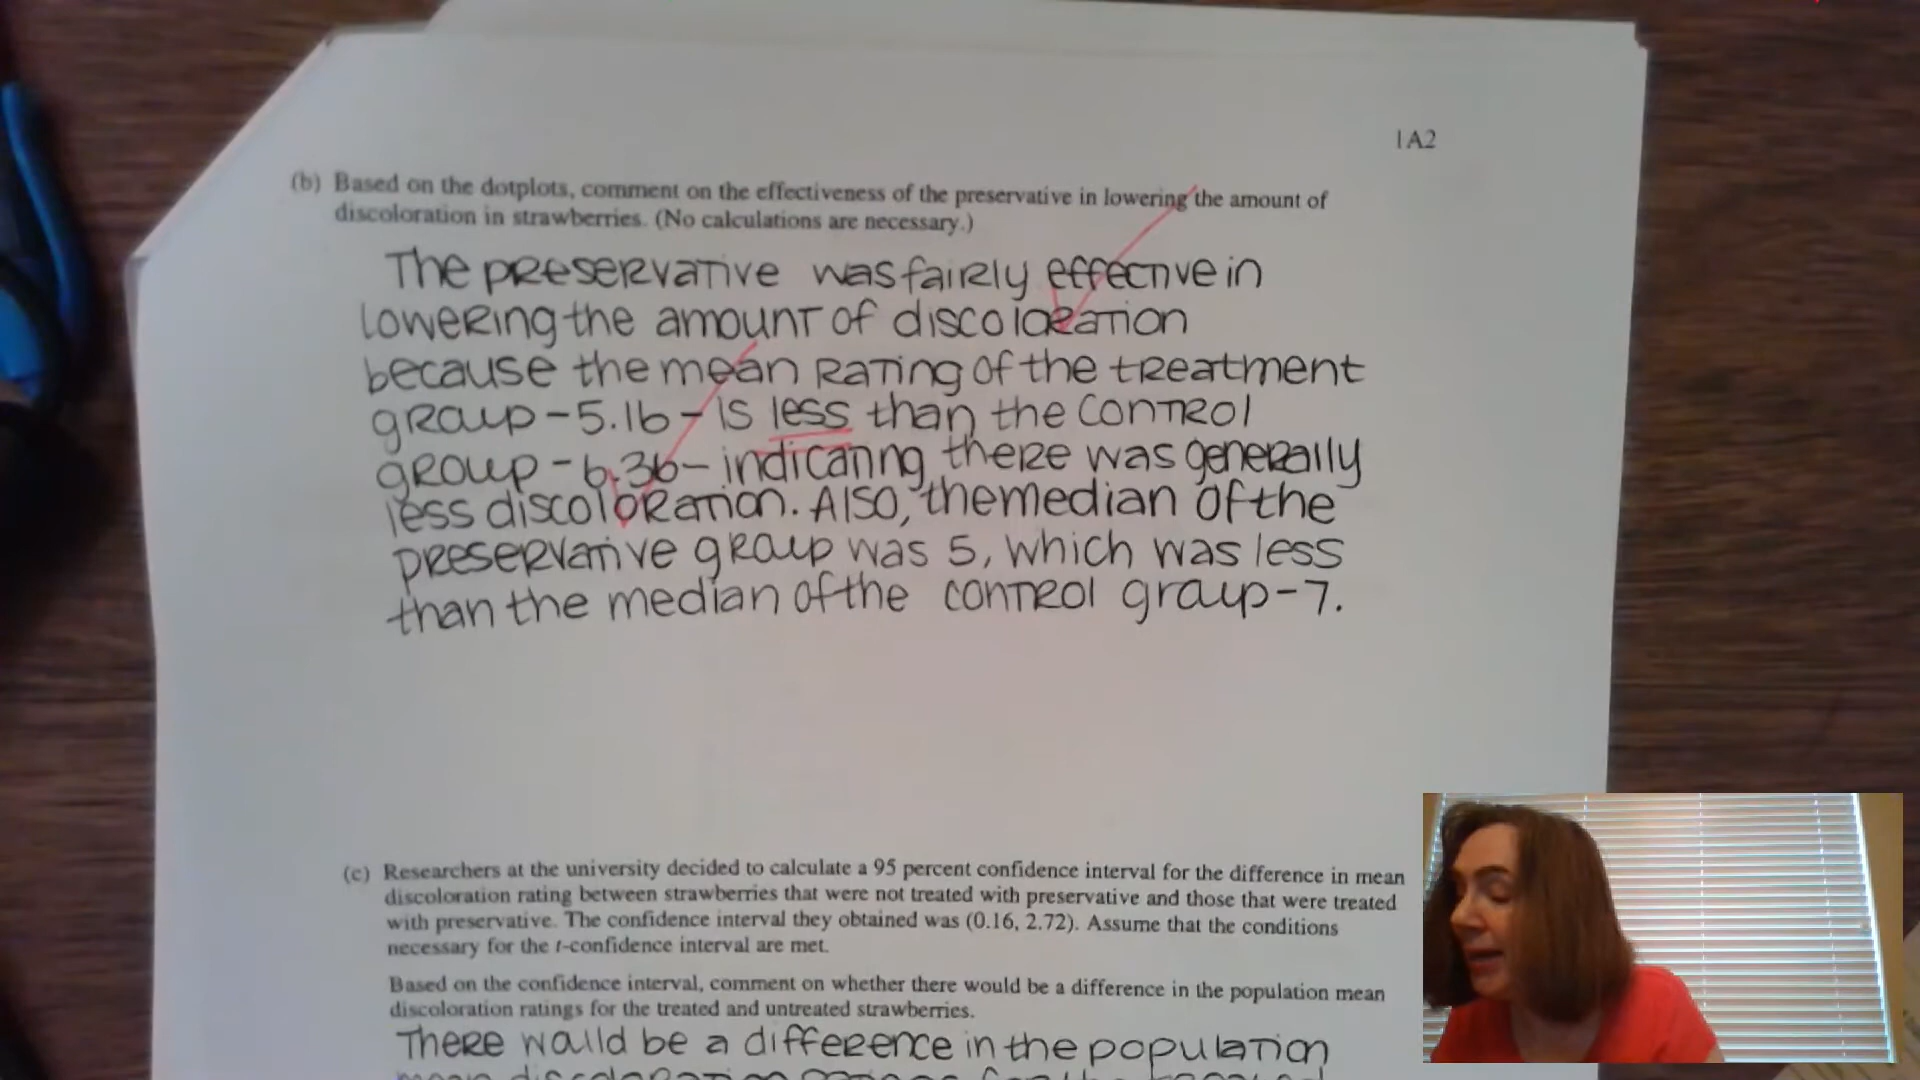 1A2
(b) Based on the dotplots, comment on the effectiveness of the preservative in lowering the amount of
discoloration in strawberries. (No calculations are necessary.)
The preservative was fairly effective in
lowering the amount of discoloration
because the mean rating of the treatment
group-5.16-is less than the control
group-6.36-indicating there was generally
less discoloration. Also, the median of the
preservative group was 5, which was less
than the median of the control group-7.
(c) Researchers at the university decided to calculate a 95 percent confidence interval for the difference in mean
discoloration rating between strawberries that were not treated with preservative and those that were treated
with preservative. The confidence interval they obtained was (0.16, 2.72). Assume that the conditions
necessary for the t-confidence interval are met.
Based on the confidence interval, comment on whether there would be a difference in the population mean
discoloration ratings for the treated and untreated strawberries.
There would be a difference in the population